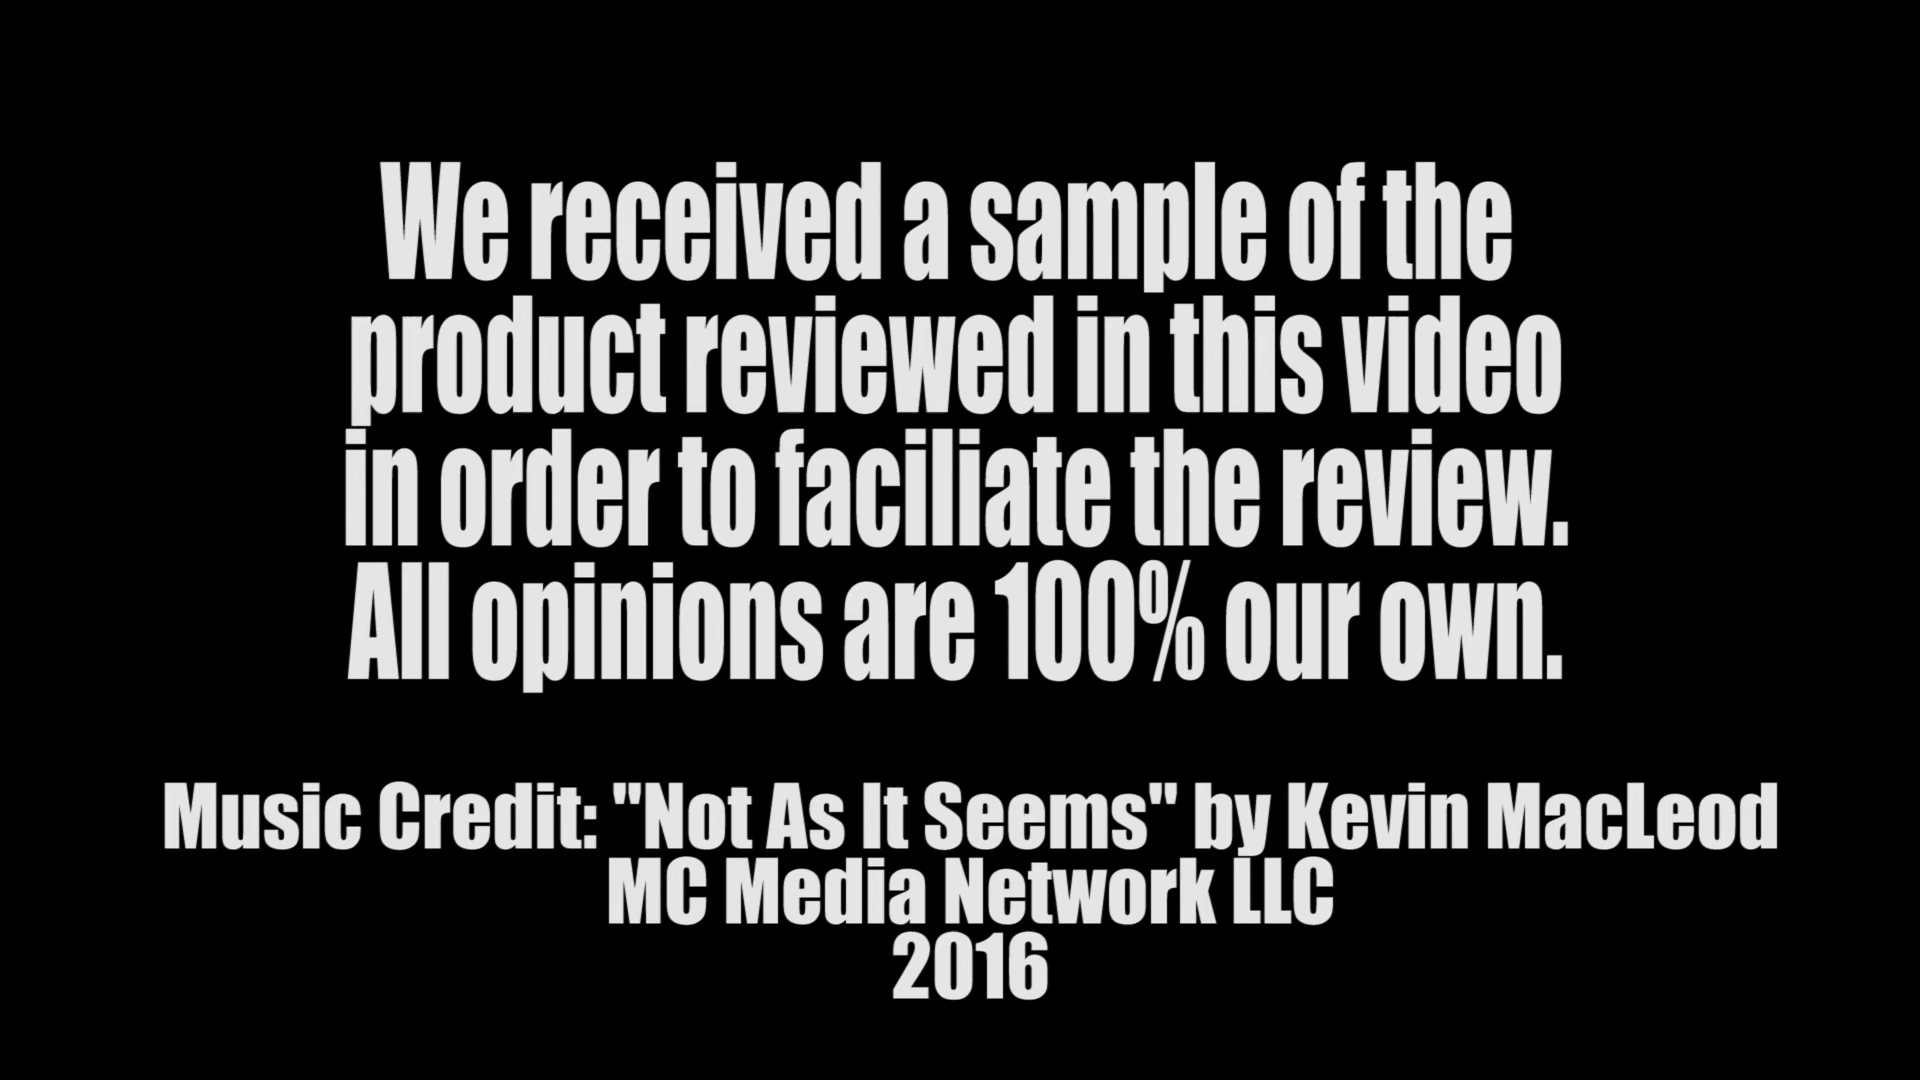 We received a sample of the
product reviewed in this video
in order to faciliate the review.
All opinions are 100% our own.
Music Credit: "Not As It Seems" by Kevin MacLeod
MC Media Network LLC
2016